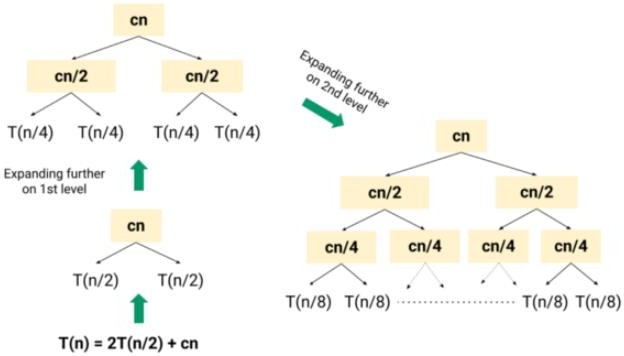 cn
cn/2 cn/2
T(n/4) T(n/4) T(n/4) T(n/4)
Expanding further
on 1st level
cn
T(n/2) T(n/2)
T(n) = 2T(n/2) + cn
Expanding further
on 2nd level
cn
cn/2 cn/2
cn/4 cn/4 cn/4 cn/4
T(n/8) T(n/8) ........................ T(n/8) T(n/8)